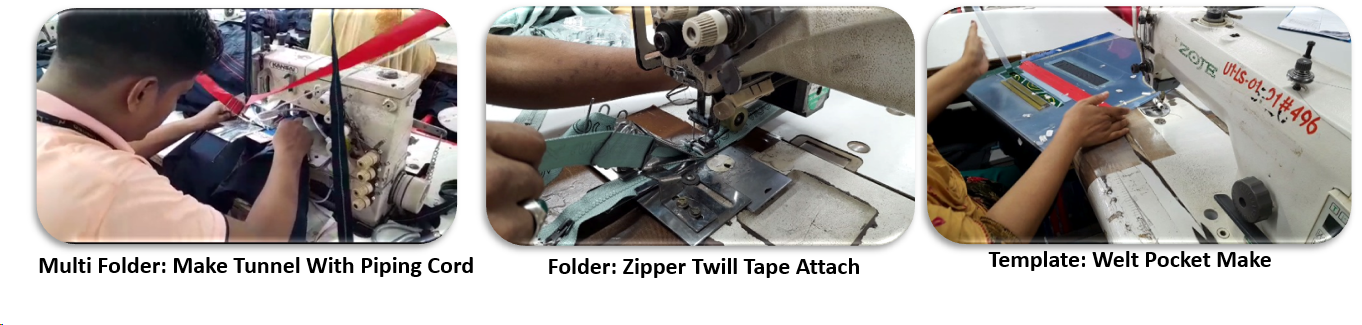 KANSAI
ZOJE
UHS-01-01#496
Multi Folder: Make Tunnel With Piping Cord
Folder: Zipper Twill Tape Attach
Template: Welt Pocket Make